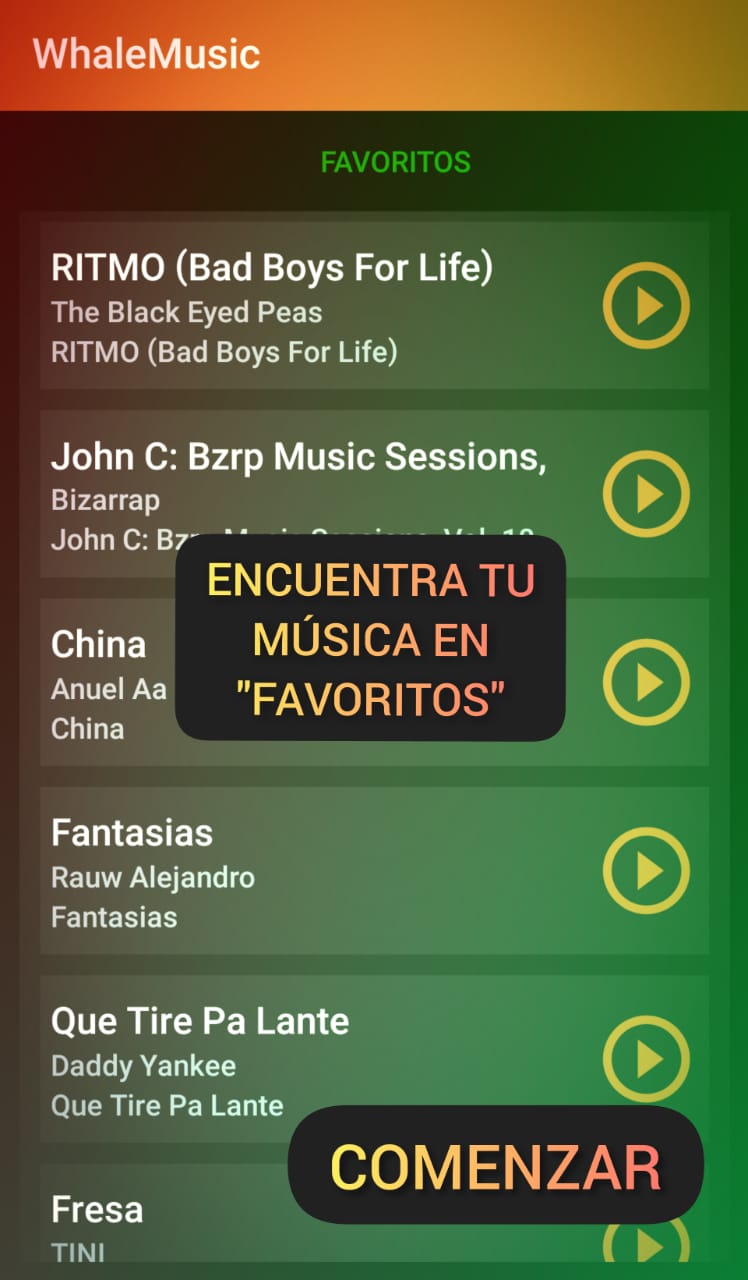 WhaleMusic
FAVORITOS
RITMO (Bad Boys For Life)
The Black Eyed Peas
RITMO (Bad Boys For Life)
John C: Bzrp Music Sessions,
Bizarrap
John C:
ENCUENTRA TU
MÚSICA EN
"FAVORITOS"
China
Anuel Aa
China
Fantasias
Rauw Alejandro
Fantasias
Que Tire Pa Lante
Daddy Yankee
Que Tire Pa Lante
COMENZAR
Fresa
TINI